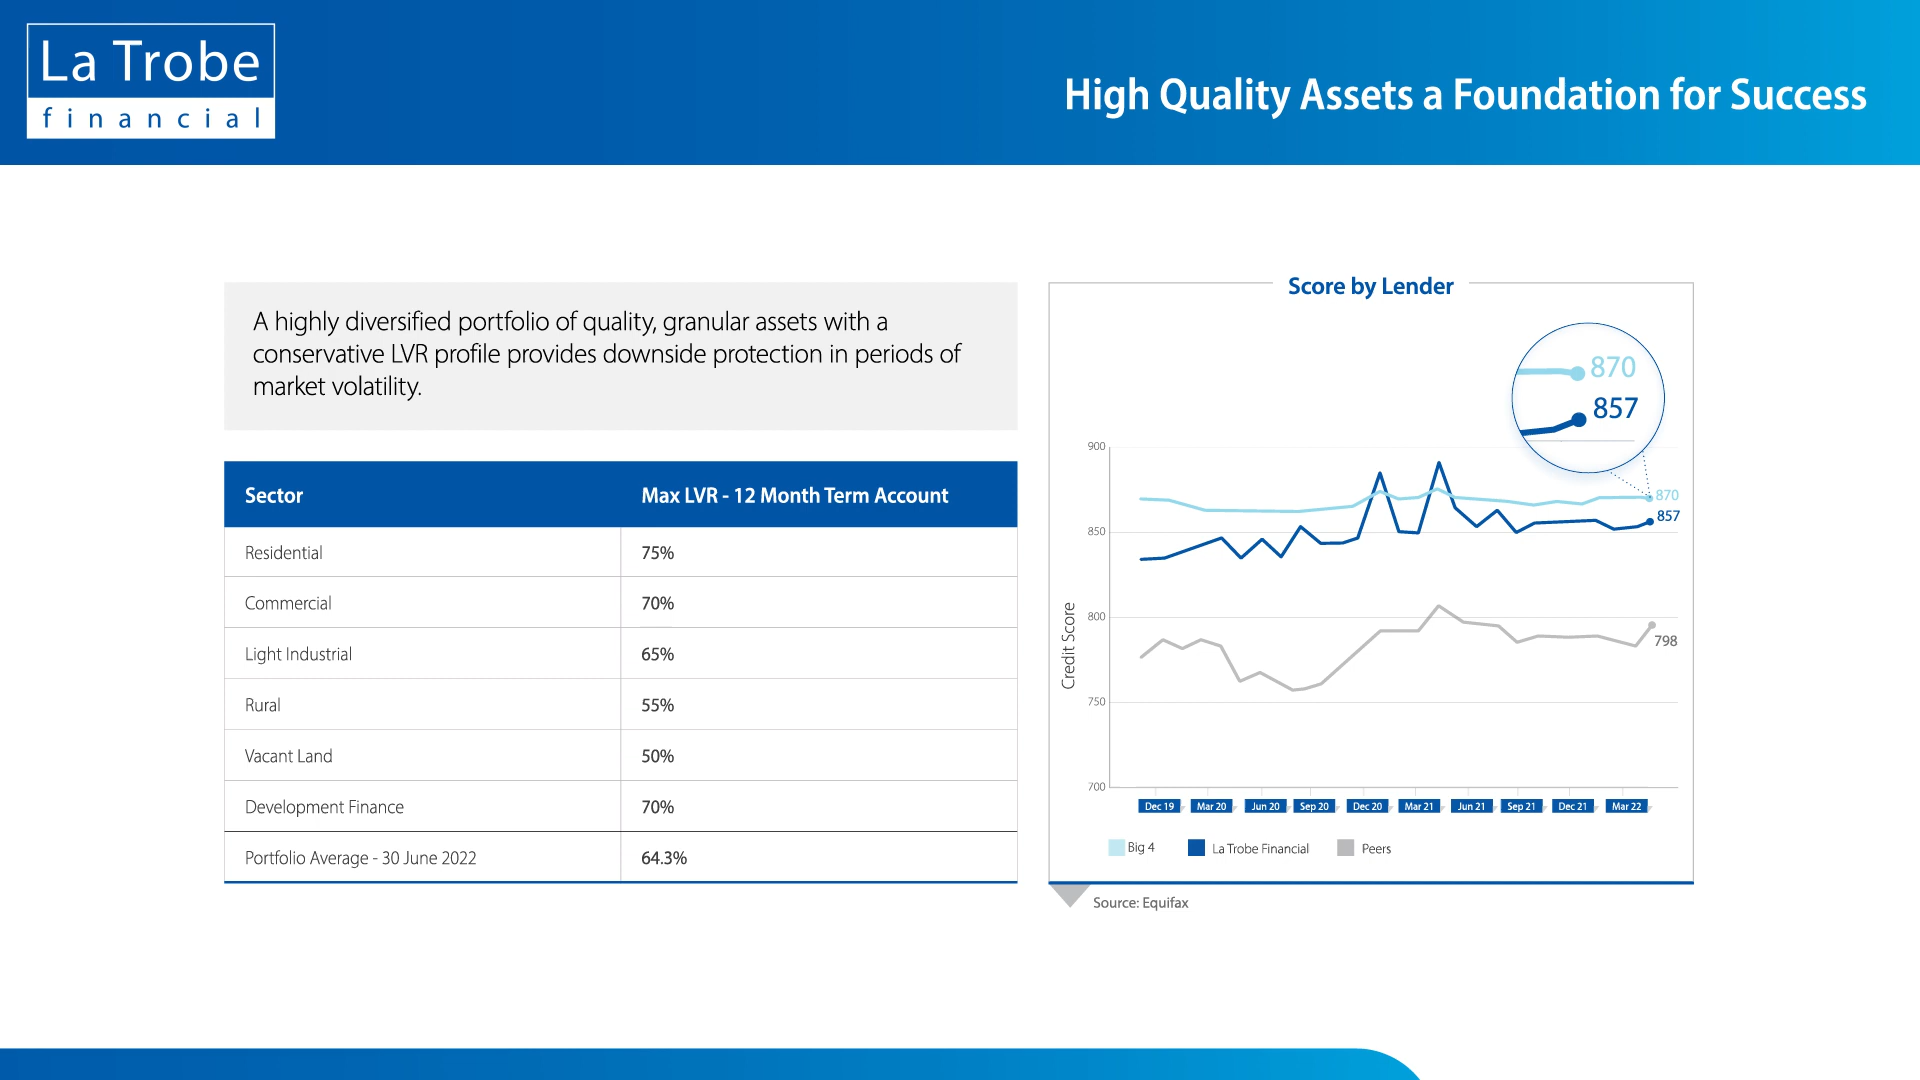 La Trobe
financial
High Quality Assets a Foundation for Success
A highly diversified portfolio of quality, granular assets with a
conservative LVR profile provides downside protection in periods of
market volatility.
Sector Max LVR - 12 Month Term Account
Residential 75%
Commercial 70%
Light Industrial 65%
Rural 55%
Vacant Land 50%
Development Finance 70%
Portfolio Average - 30 June 2022 64.3%
Score by Lender
870
857
900
870
857
850
800
798
750
700
Credit Score
Dec 19 Mar 20 Jun 20 Sep 20 Dec 20 Mar 21 Jun 21 Sep 21 Dec 21 Mar 22
Big 4 La Trobe Financial Peers
Source: Equifax